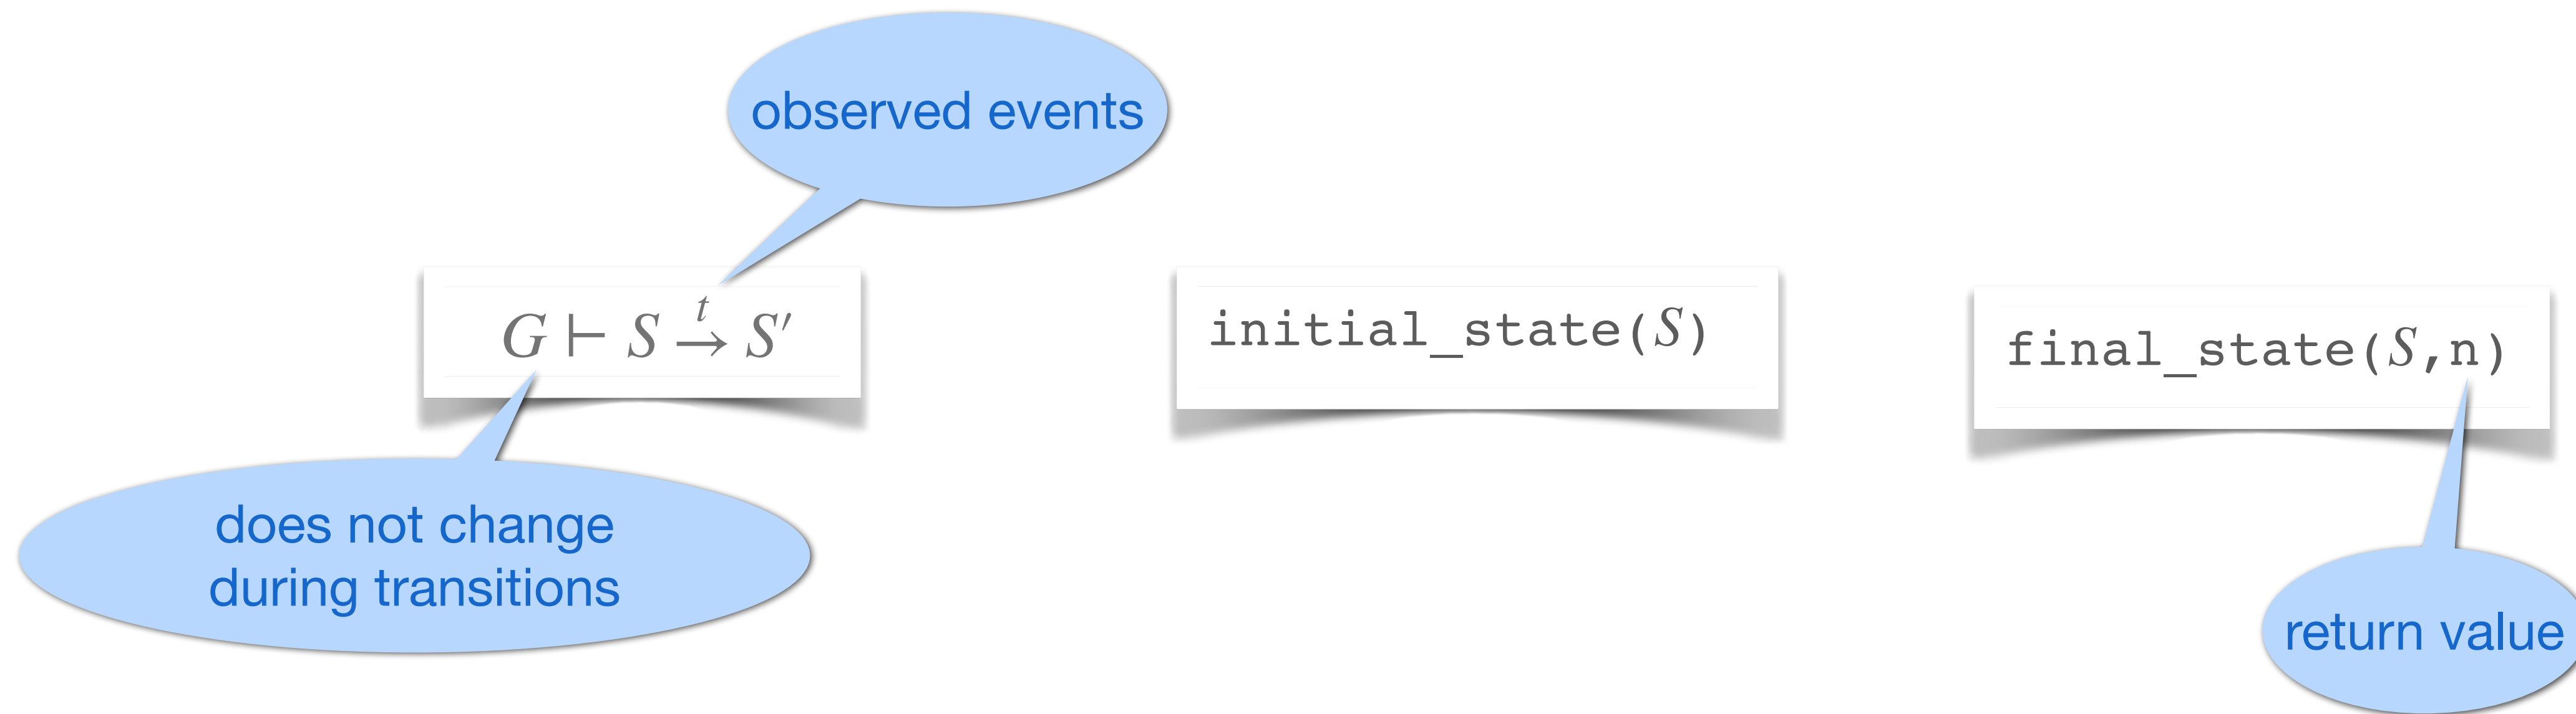 observed events
G ⊢ S →ᵗ S′
initial_state(S)
final_state(S,n)
does not change
during transitions
return value